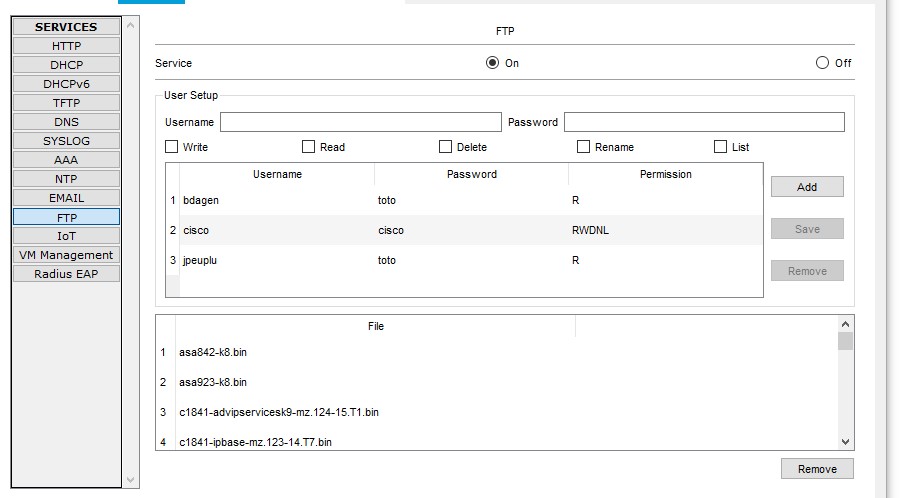 SERVICES
HTTP
DHCP
DHCPv6
TFTP
DNS
SYSLOG
AAA
NTP
EMAIL
FTP
IoT
VM Management
Radius EAP
FTP
Service On Off
User Setup
Username Password
Write Read Delete Rename List
Username Password Permission
1 bdagen toto R
2 cisco cisco RWDNL
3 jpeuplu toto R
Add
Save
Remove
File
1 asa842-k8.bin
2 asa923-k8.bin
3 c1841-advipservicesk9-mz.124-15.T1.bin
4 c1841-ipbase-mz.123-14.T7.bin
Remove